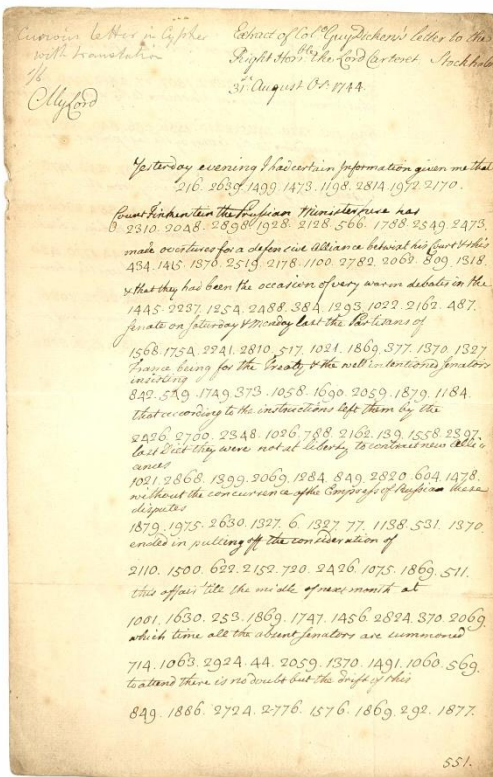 Curious letter in Cypher
with translation
of
My Lord
Extract of Col.º Guy Dickens's letter to the
Right Hon.ble the Lord Carteret Stockholm
31.st August O.S. 1744.
Yesterday evening I had certain Information given me that
216. 2639. 1499. 1473. 1198. 2814. 1972. 2170.
Count Finkenstein the Prussian Minister here has
2310. 2048. 2898. 1928. 2128. 566. 1758. 2549. 2473.
made overtures for a defensive Alliance betwixt his Court & this
434. 1415. 1370. 2519. 2178. 1100. 2782. 2062. 809. 1318.
& that they had been the occasion of very warm debates in the
1445. 2237. 1254. 2488. 384. 1293. 1022. 2162. 487.
Senate on Saturday & Monday last the Partisans of
1568. 1754. 2241. 2810. 517. 1021. 1869. 377. 1370. 1327
France being for the Treaty & the well intentioned Senators
insisting
842. 549. 1749. 373. 1058. 1690. 2059. 1879. 1184.
that according to the instructions left them by the
2426. 2700. 2348. 1026. 788. 2162. 139. 1558. 2397.
last Diet they were not at liberty to contract new Alli-
ances
1021. 2868. 1399. 2069. 1284. 849. 2820. 604. 1478.
without the concurrence of the Empress of Russia these
disputes
1879. 1975. 2630. 1327. 6. 1327. 77. 1138. 531. 1370.
ended in putting off the consideration of
2110. 1500. 622. 2152. 720. 2426. 1075. 1869. 511.
this affair 'till the middle of next month at
1001. 1630. 253. 1869. 1747. 1456. 2824. 370. 2069.
which time all the absent Senators are summoned
714. 1063. 2924. 44. 2059. 1370. 1491. 1060. 569.
to attend there is no doubt but the drift of this
849. 1886. 2724. 2776. 1576. 1869. 292. 1877.
551.